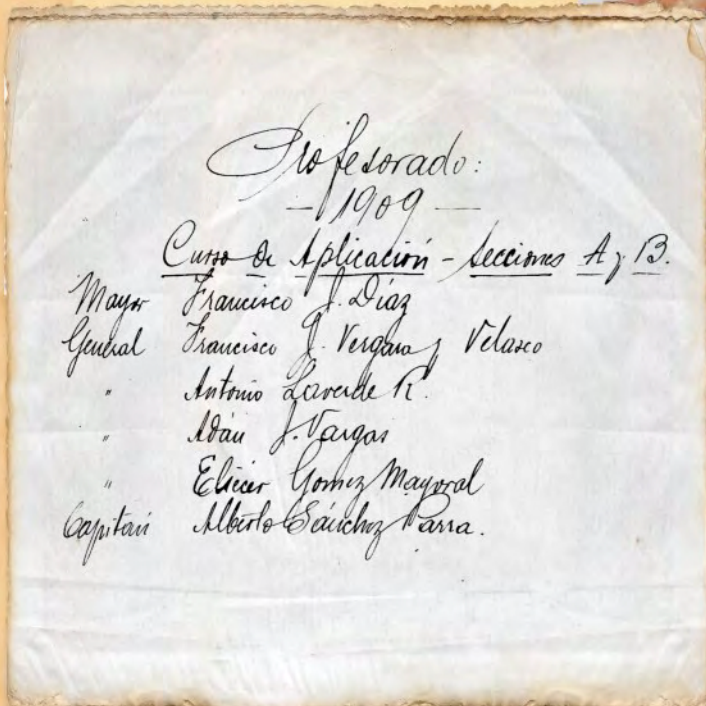 Profesorado:
— 1909 —
Curso de Aplicación - Secciones A y B.
Mayor Francisco J. Díaz
General Francisco J. Vergara y Velasco
" Antonio Laverde R.
" Adán J. Vargas
" Eliécer Gomez Mayoral
Capitán Alberto Sánchez Parra.